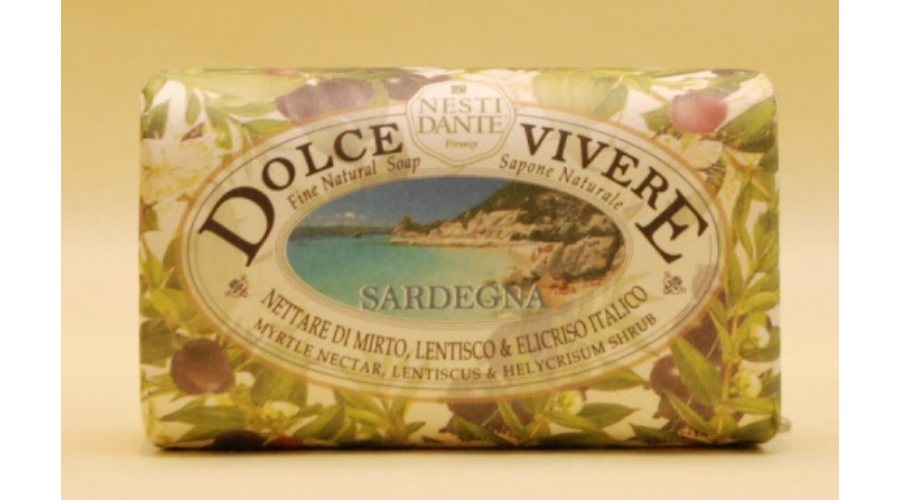 NESTI
DANTE
Firenze
DOLCE VIVERE
Fine Natural Soap
Sapone Naturale
SARDEGNA
NETTARE DI MIRTO, LENTISCO & ELICRISO ITALICO
MYRTLE NECTAR, LENTISCUS & HELYCRISUM SHRUB